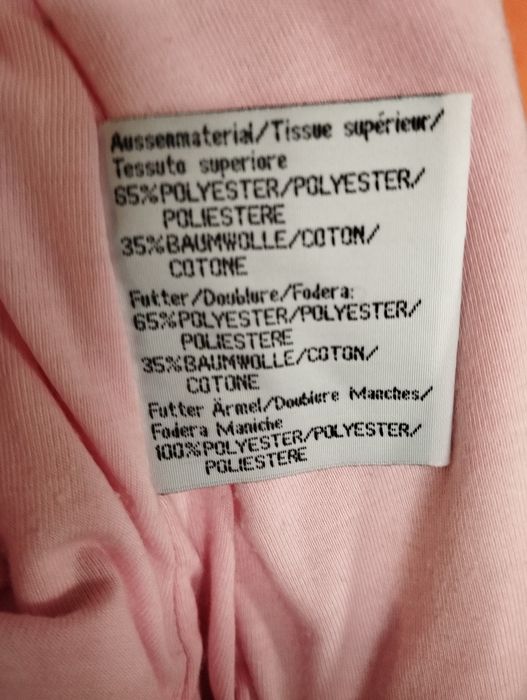 Aussenmaterial/Tissue supérieur/
Tessuto superiore
65%POLYESTER/POLYESTER/
POLIESTERE
35%BAUMWOLLE/COTON/
COTONE
Futter/Doublure/Fodera:
65%POLYESTER/POLYESTER/
POLIESTERE
35%BAUMWOLLE/COTON/
COTONE
Futter Ärmel/Doublure Manches/
Fodera Maniche
100%POLYESTER/POLYESTER/
POLIESTERE